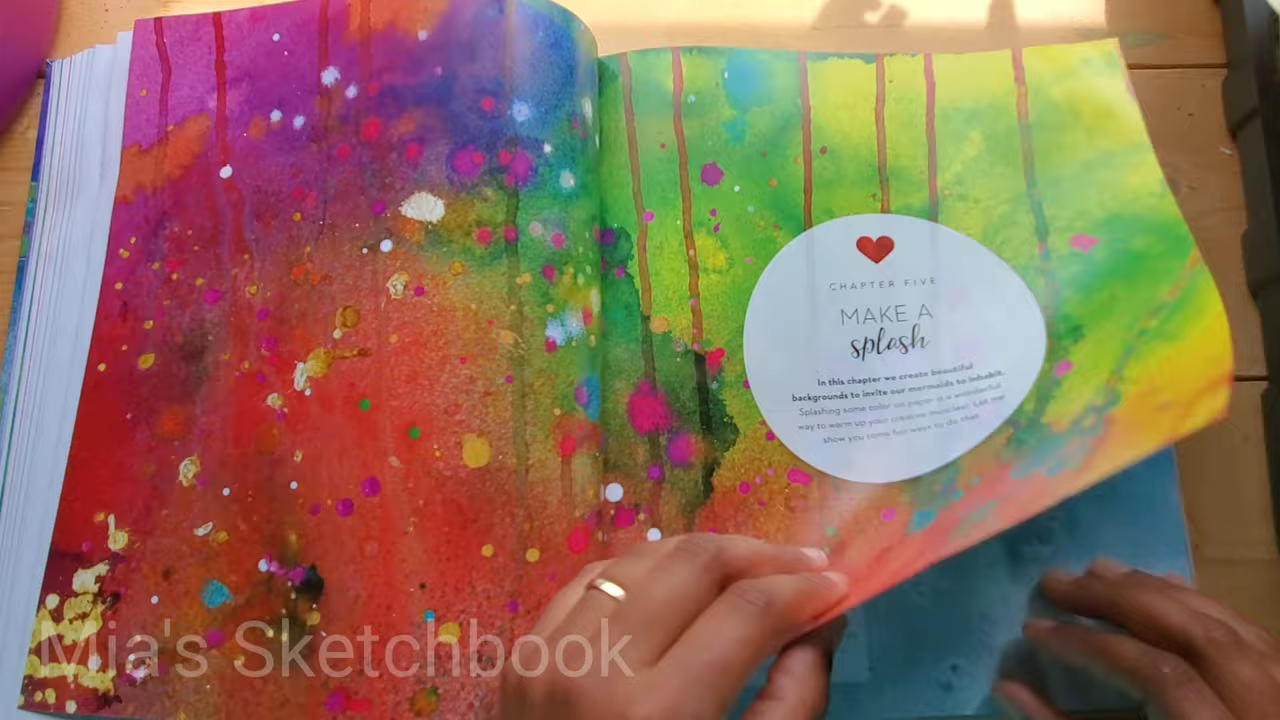 CHAPTER FIVE
MAKE A
splash
In this chapter we create beautiful
backgrounds to invite our mermaids to inhabit.
Splashing some color on paper is a wonderful
way to warm up your creative muscles! Let me
show you some fun ways to do that!
Mia's Sketchbook